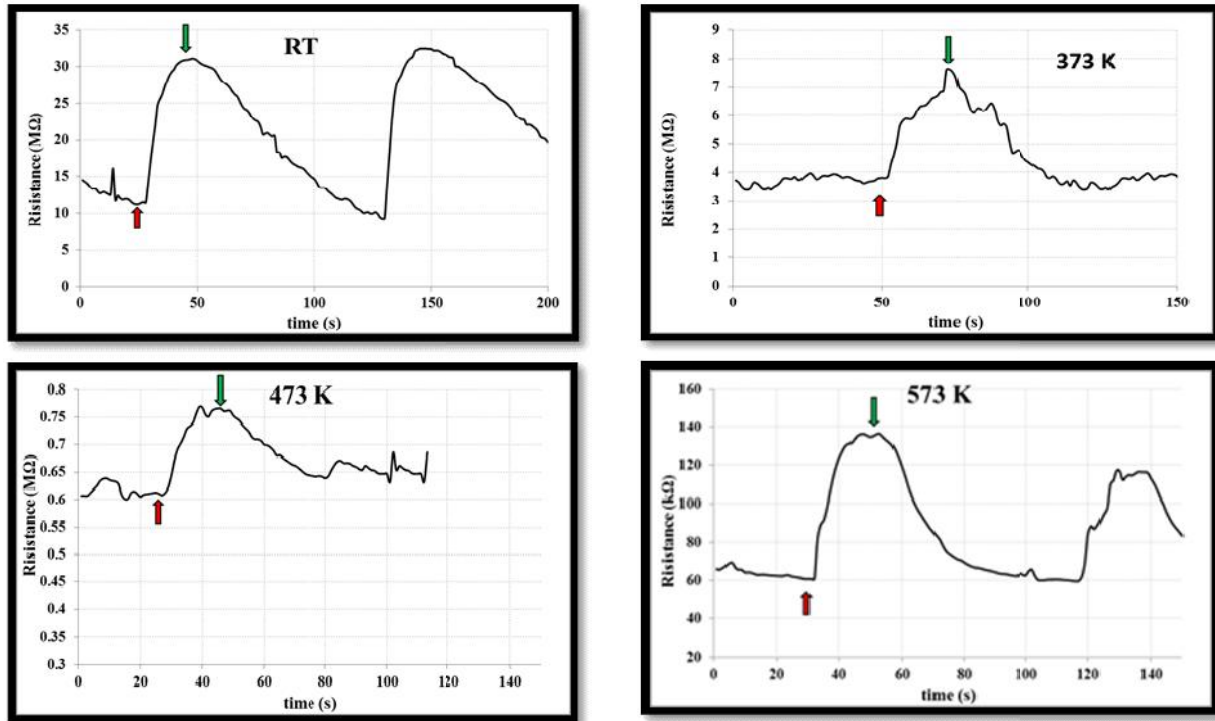 RT
Risistance (MΩ)
35
30
25
20
15
10
5
0
0 50 100 150 200
time (s)
373 K
Risistance (MΩ)
9
8
7
6
5
4
3
2
1
0
0 50 100 150
time (s)
473 K
Risistance (MΩ)
0.8
0.75
0.7
0.65
0.6
0.55
0.5
0.45
0.4
0.35
0.3
0 20 40 60 80 100 120 140
time (s)
573 K
Risistance (kΩ)
160
140
120
100
80
60
40
20
0 20 40 60 80 100 120 140
time (s)